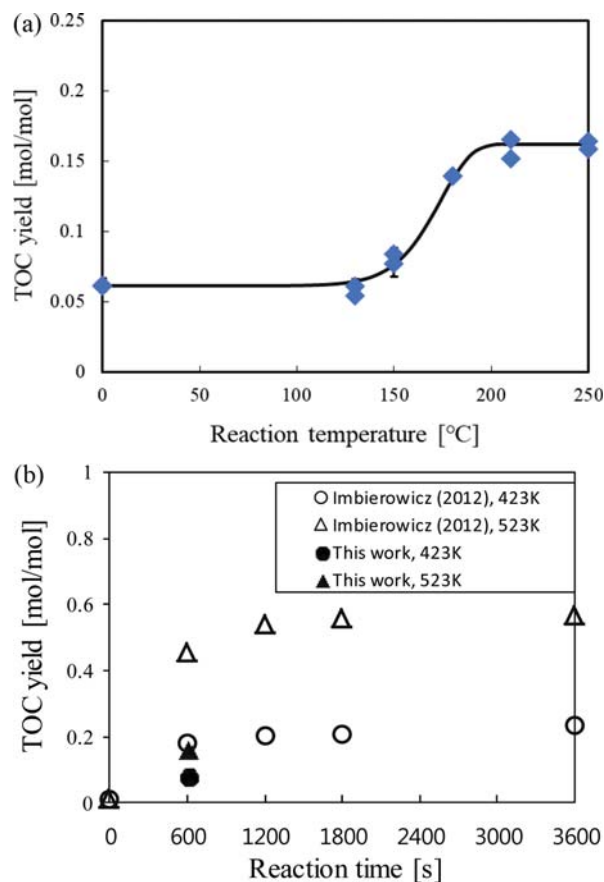 (a)
0.25
0.2
0.15
0.1
0.05
0
TOC yield [mol/mol]
0 50 100 150 200 250
Reaction temperature [°C]
(b)
1
0.8
0.6
0.4
0.2
0
TOC yield [mol/mol]
Imbierowicz (2012), 423K
Imbierowicz (2012), 523K
This work, 423K
This work, 523K
0 600 1200 1800 2400 3000 3600
Reaction time [s]